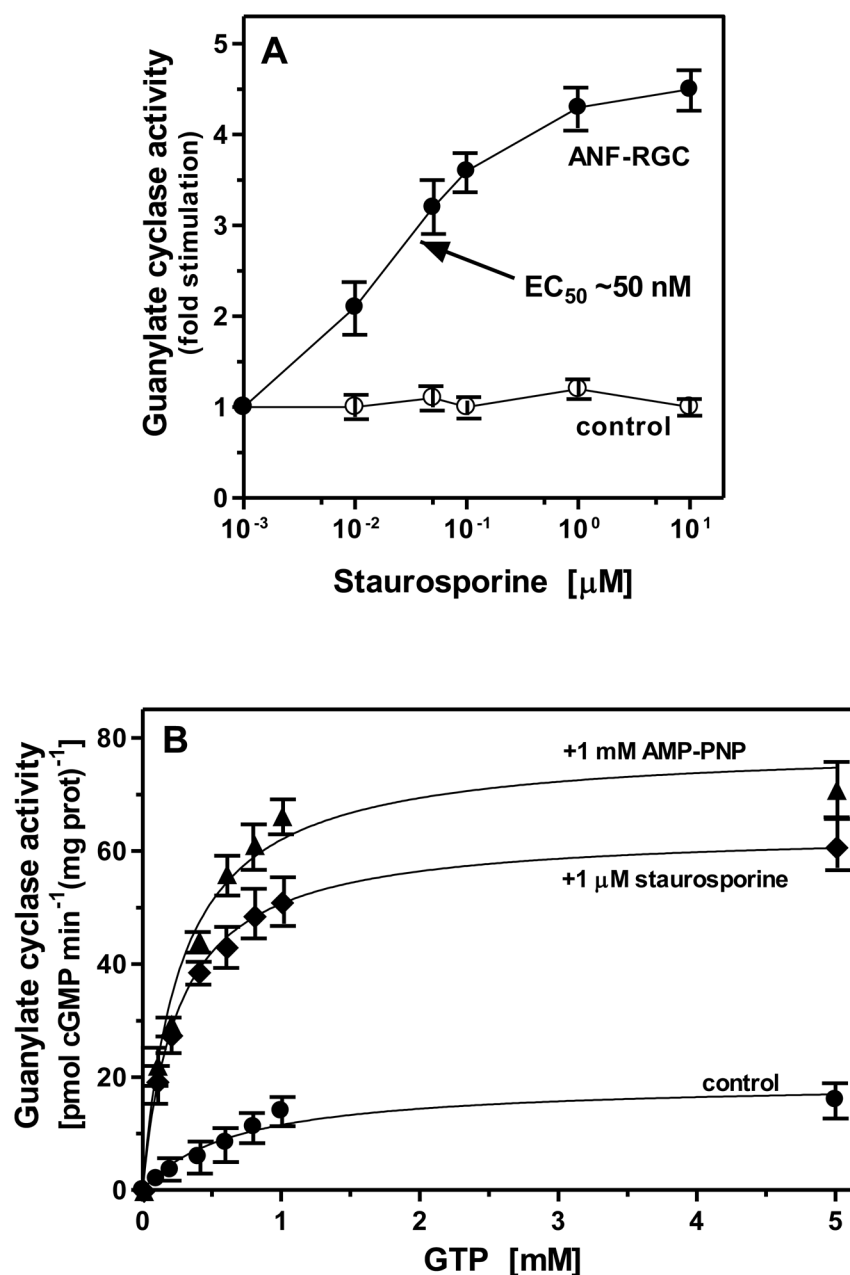 A
Guanylate cyclase activity
(fold stimulation)
5
4
3
2
1
0
ANF-RGC
EC₅₀ ~50 nM
control
10⁻³ 10⁻² 10⁻¹ 10⁰ 10¹
Staurosporine [μM]
B
Guanylate cyclase activity
[pmol cGMP min⁻¹(mg prot)⁻¹]
80
60
40
20
0
+1 mM AMP-PNP
+1 μM staurosporine
control
0 1 2 3 4 5
GTP [mM]